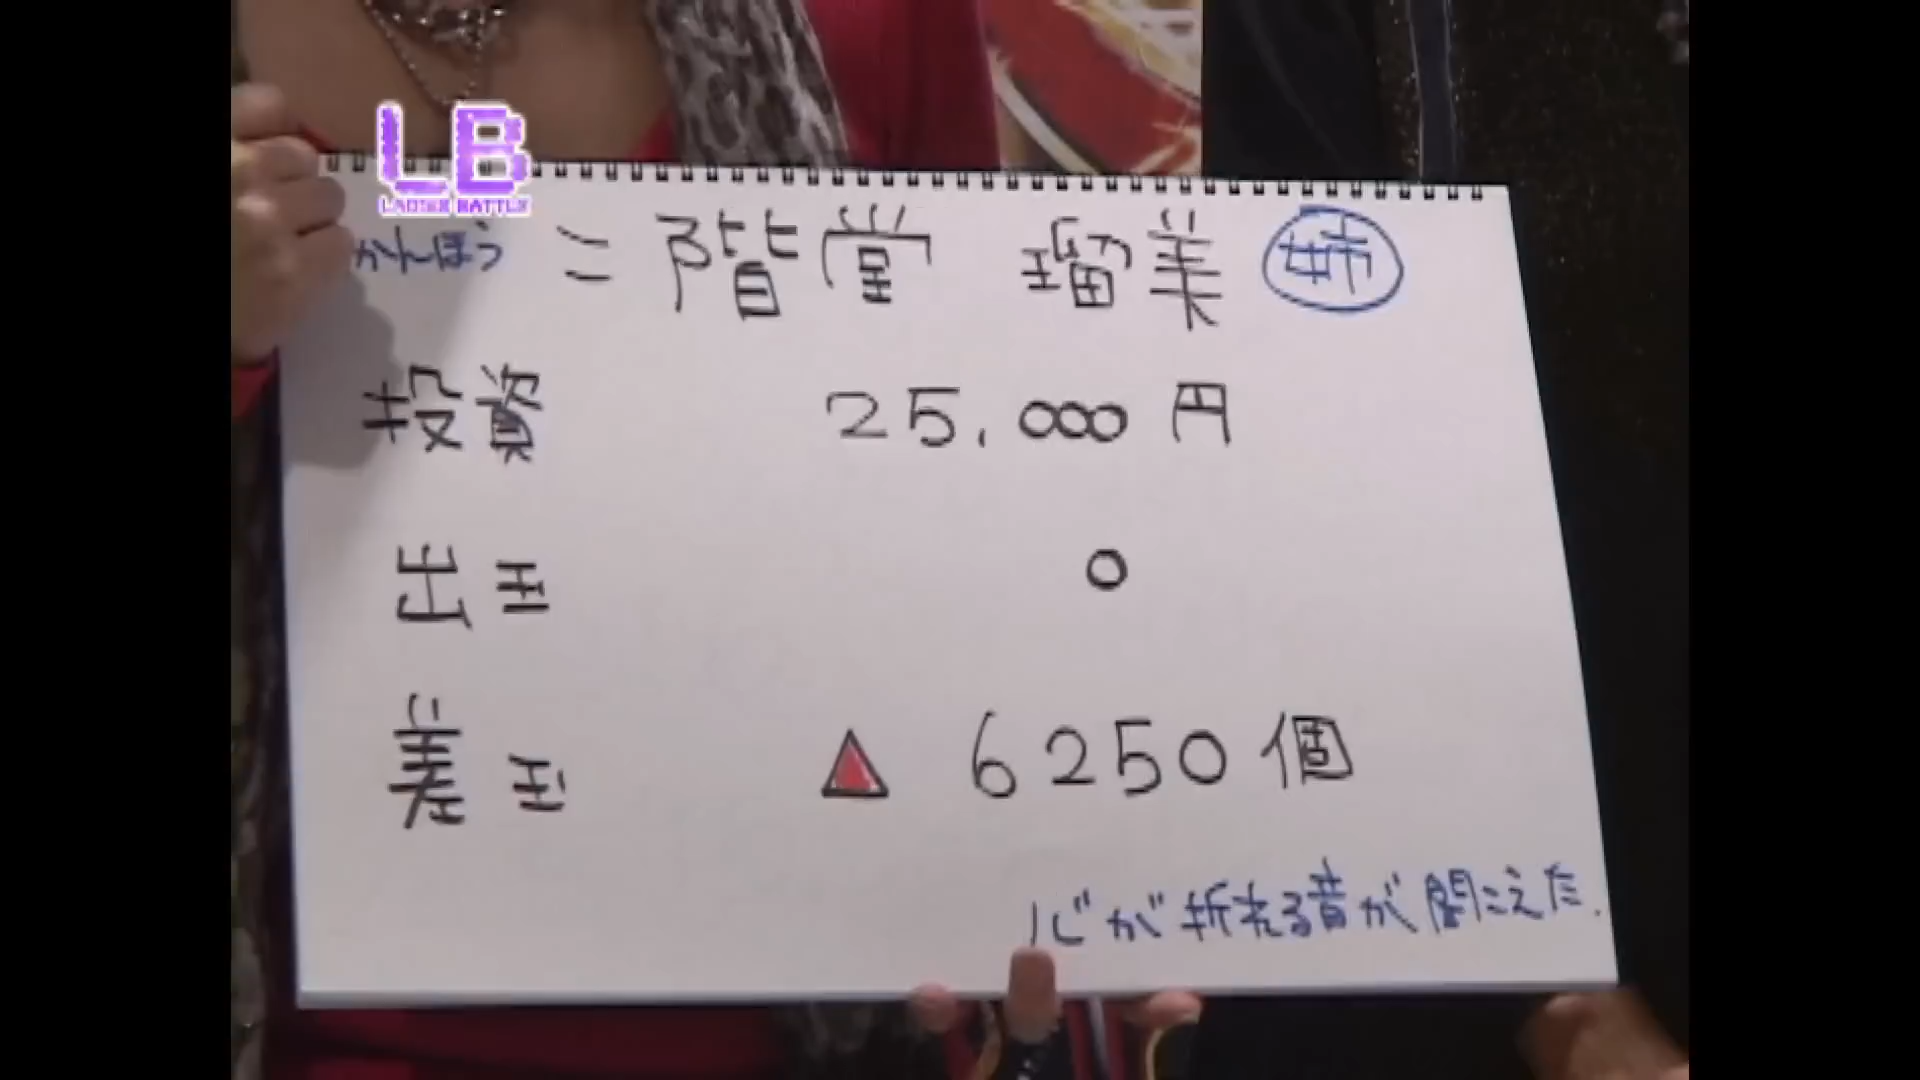 LB
LADIES BATTLE
がんぼう 二階堂 瑠美 姉
投資 25,000円
出玉 0
差玉 ▲ 6250個
心が折れる音が聞こえた.